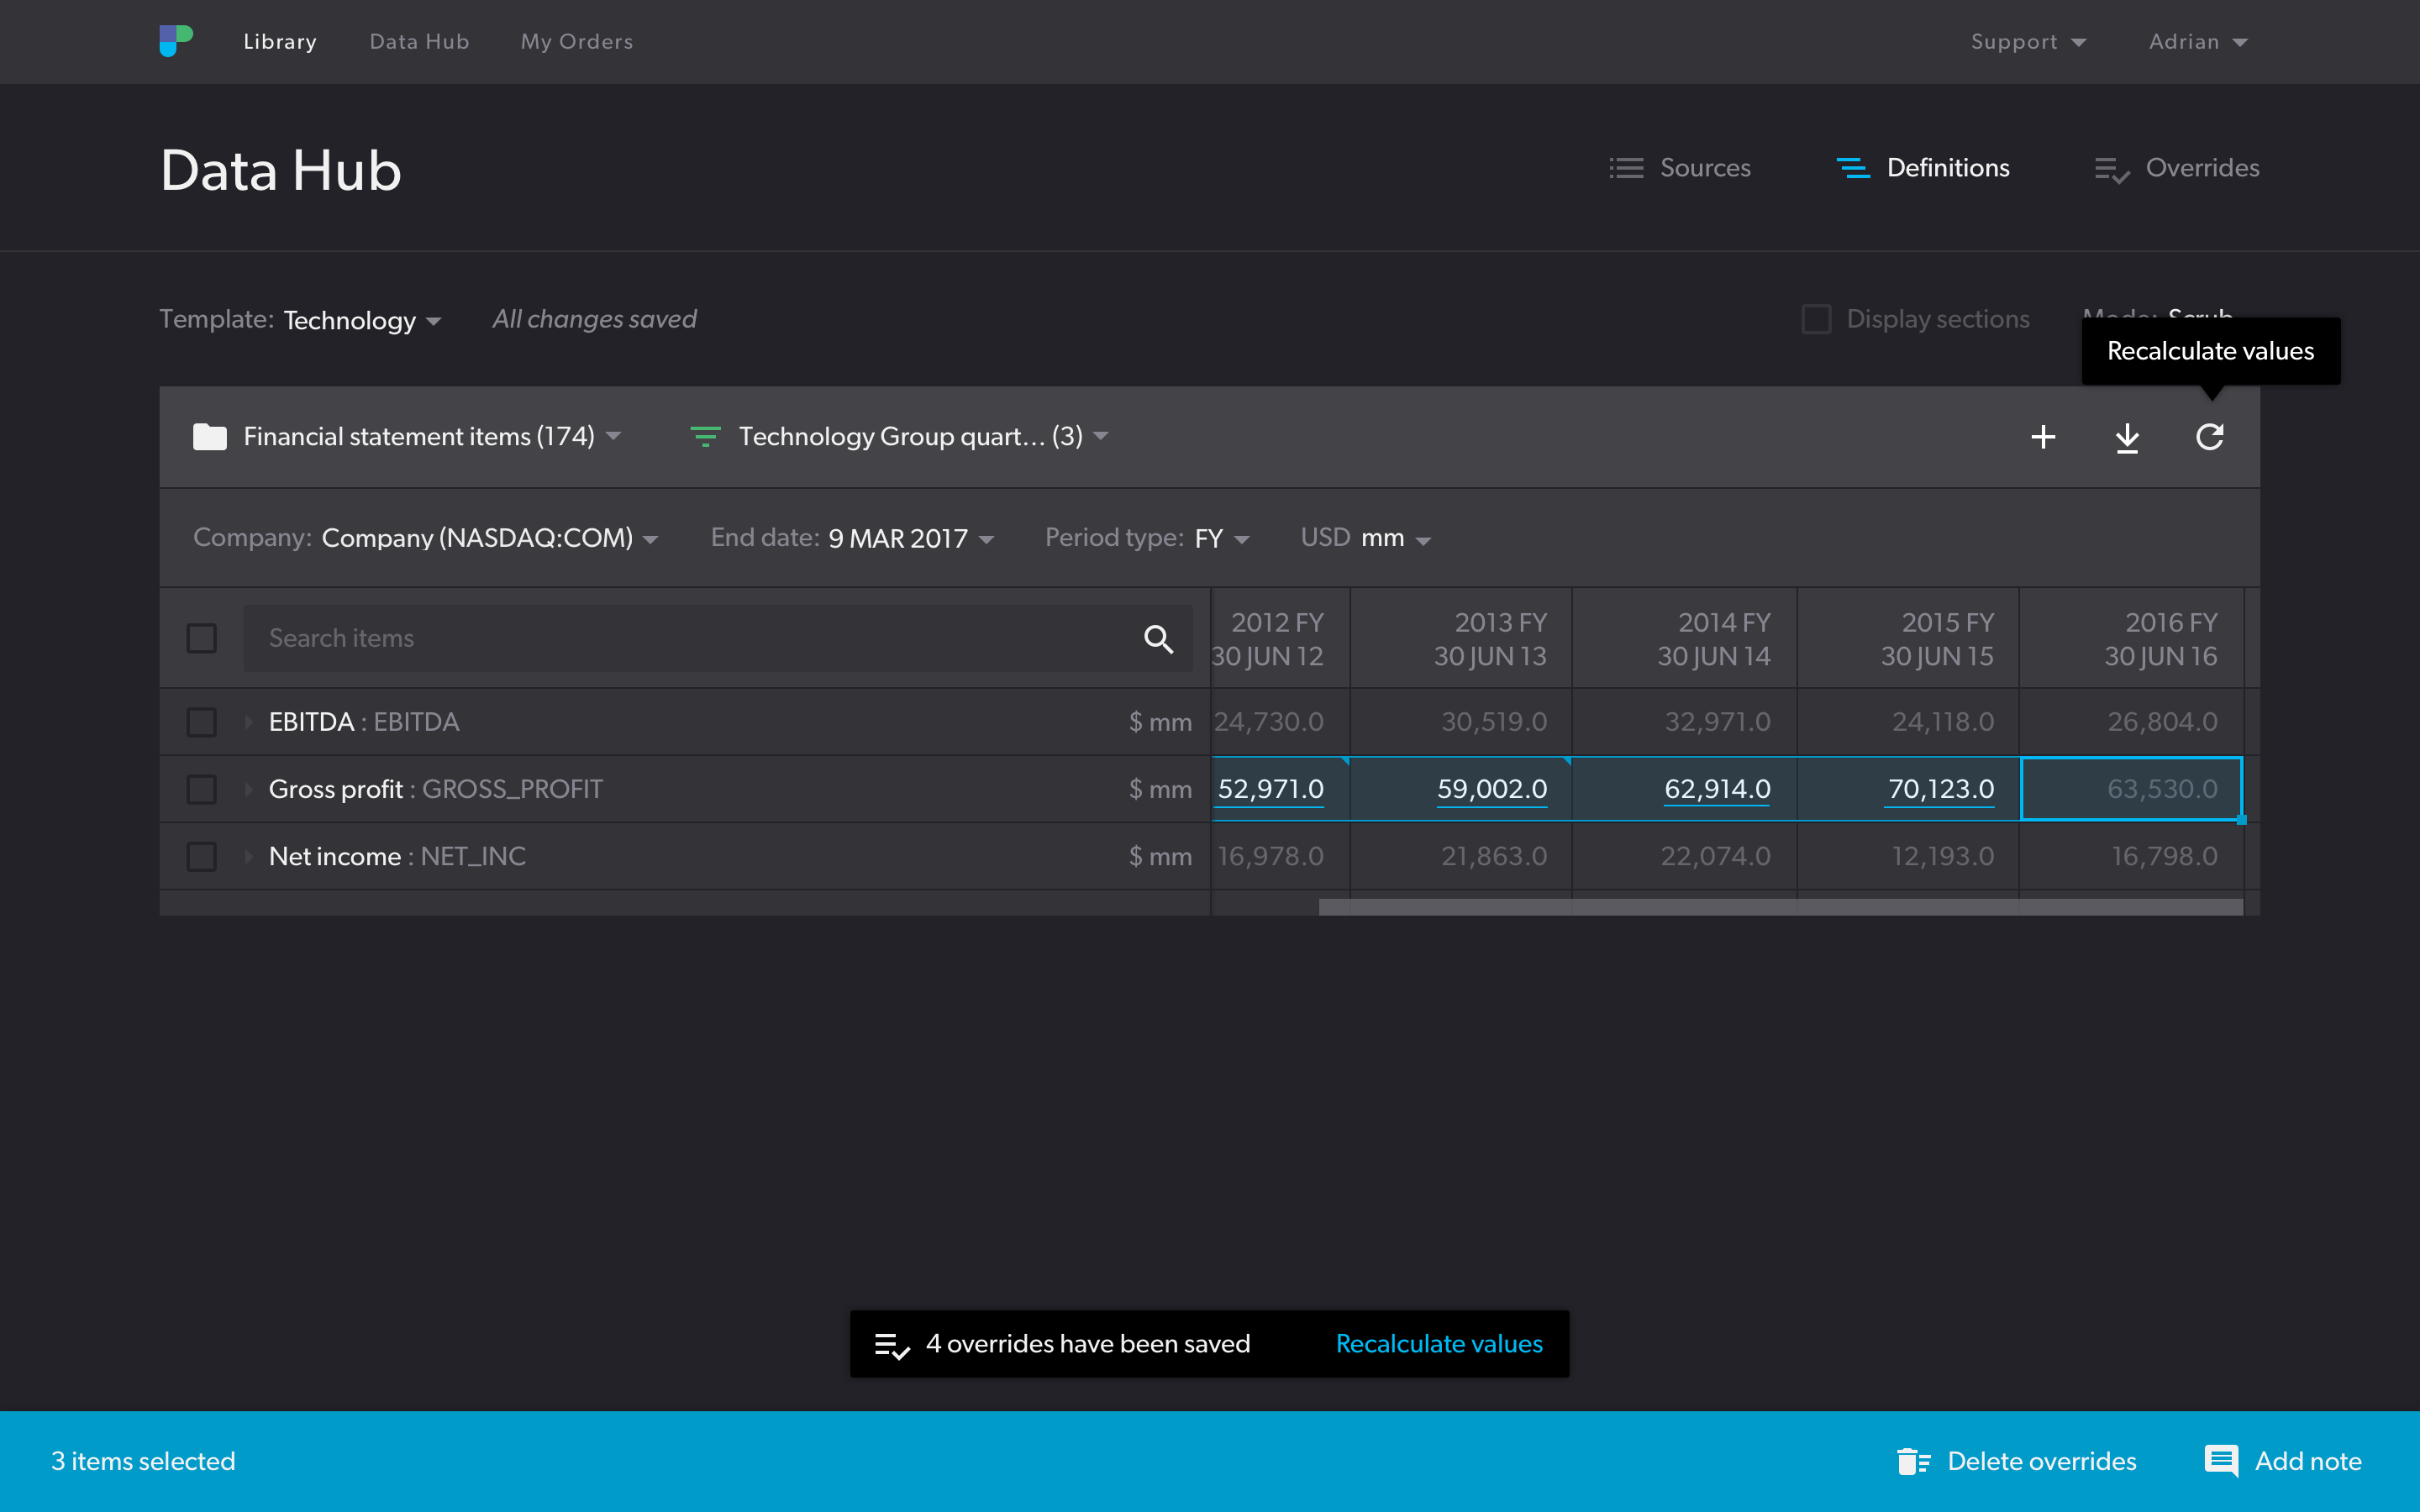 Library
Data Hub
My Orders
Support
Adrian
Data Hub
Sources
Definitions
Overrides
Template: Technology
All changes saved
Display sections
Mode: Scrub
Recalculate values
Financial statement items (174)
Technology Group quart... (3)
Company: Company (NASDAQ:COM)
End date: 9 MAR 2017
Period type: FY
USD mm
Search items
2012 FY
30 JUN 12
2013 FY
30 JUN 13
2014 FY
30 JUN 14
2015 FY
30 JUN 15
2016 FY
30 JUN 16
EBITDA : EBITDA $ mm 24,730.0 30,519.0 32,971.0 24,118.0 26,804.0
Gross profit : GROSS_PROFIT $ mm 52,971.0 59,002.0 62,914.0 70,123.0 63,530.0
Net income : NET_INC $ mm 16,978.0 21,863.0 22,074.0 12,193.0 16,798.0
4 overrides have been saved
Recalculate values
3 items selected
Delete overrides
Add note